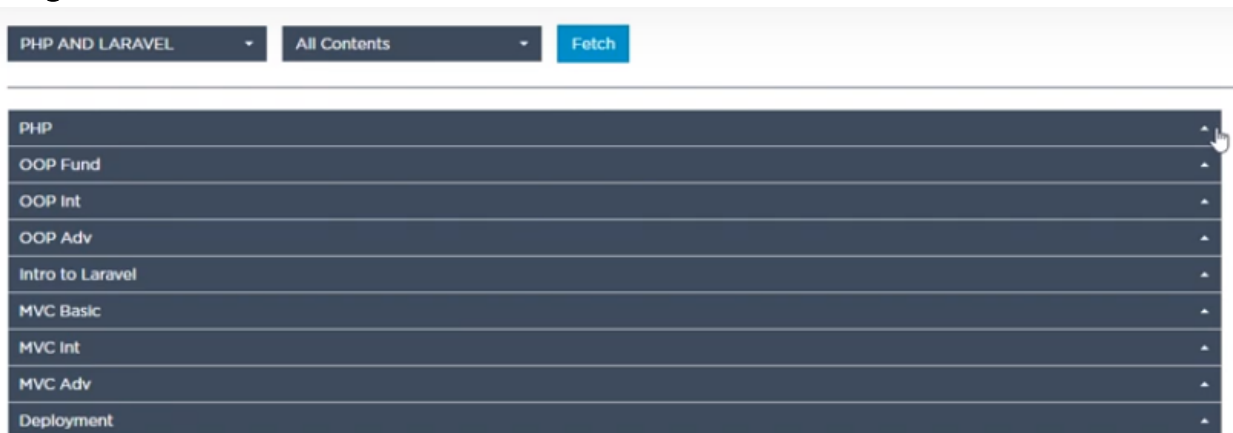 PHP AND LARAVEL All Contents Fetch
PHP
OOP Fund
OOP Int
OOP Adv
Intro to Laravel
MVC Basic
MVC Int
MVC Adv
Deployment